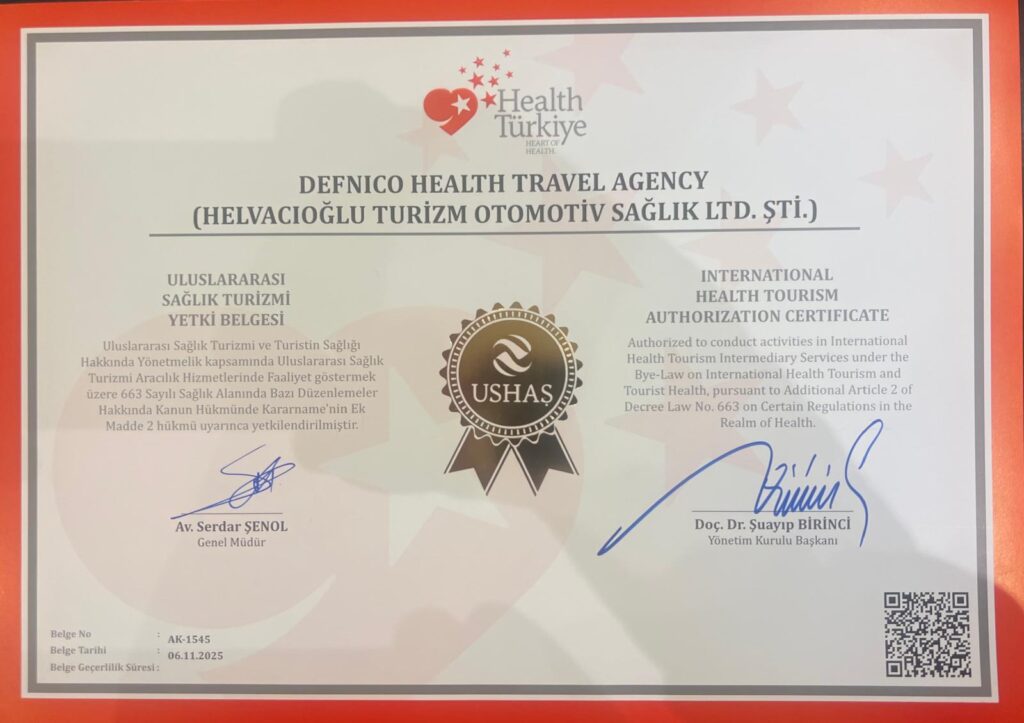 Health
Türkiye
HEART OF
HEALTH.
DEFNICO HEALTH TRAVEL AGENCY
(HELVACIOĞLU TURİZM OTOMOTİV SAĞLIK LTD. ŞTİ.)
ULUSLARARASI
SAĞLIK TURİZMİ
YETKİ BELGESİ
Uluslararası Sağlık Turizmi ve Turistin Sağlığı
Hakkında Yönetmelik kapsamında Uluslararası Sağlık
Turizmi Aracılık Hizmetlerinde Faaliyet göstermek
üzere 663 Sayılı Sağlık Alanında Bazı Düzenlemeler
Hakkında Kanun Hükmünde Kararname'nin Ek
Madde 2 hükmü uyarınca yetkilendirilmiştir.
Av. Serdar ŞENOL
Genel Müdür
USHAŞ
INTERNATIONAL
HEALTH TOURISM
AUTHORIZATION CERTIFICATE
Authorized to conduct activities in International
Health Tourism Intermediary Services under the
Bye-Law on International Health Tourism and
Tourist Health, pursuant to Additional Article 2 of
Decree Law No. 663 on Certain Regulations in the
Realm of Health.
Doç. Dr. Şuayıp BİRİNCİ
Yönetim Kurulu Başkanı
Belge No : AK-1545
Belge Tarihi : 06.11.2025
Belge Geçerlilik Süresi :